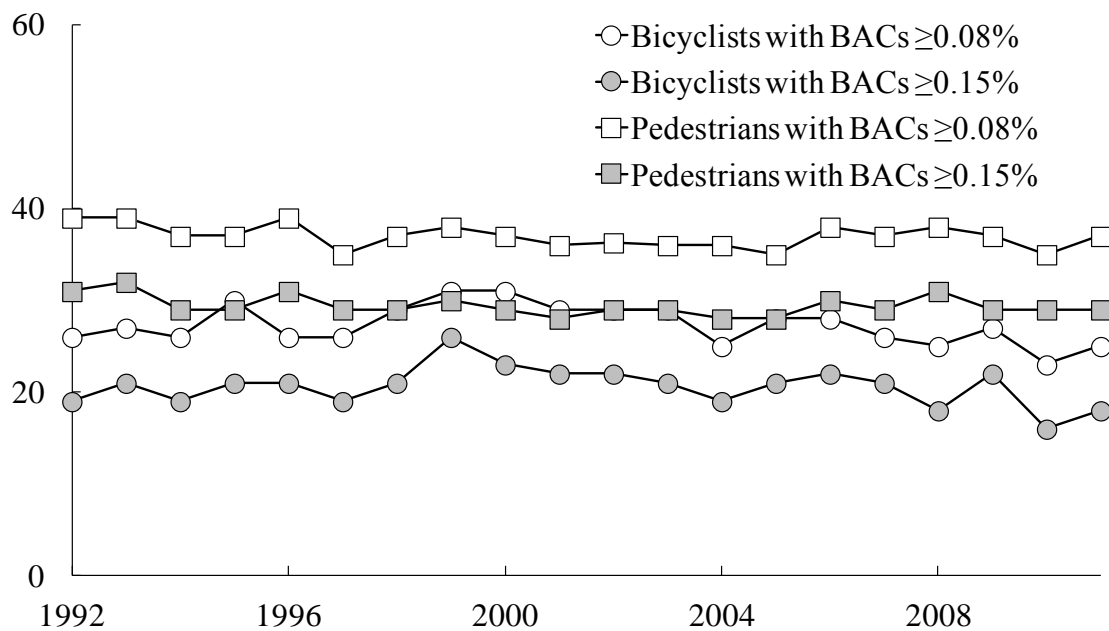 60
Bicyclists with BACs ≥0.08%
Bicyclists with BACs ≥0.15%
Pedestrians with BACs ≥0.08%
Pedestrians with BACs ≥0.15%
40
20
0
1992 1996 2000 2004 2008